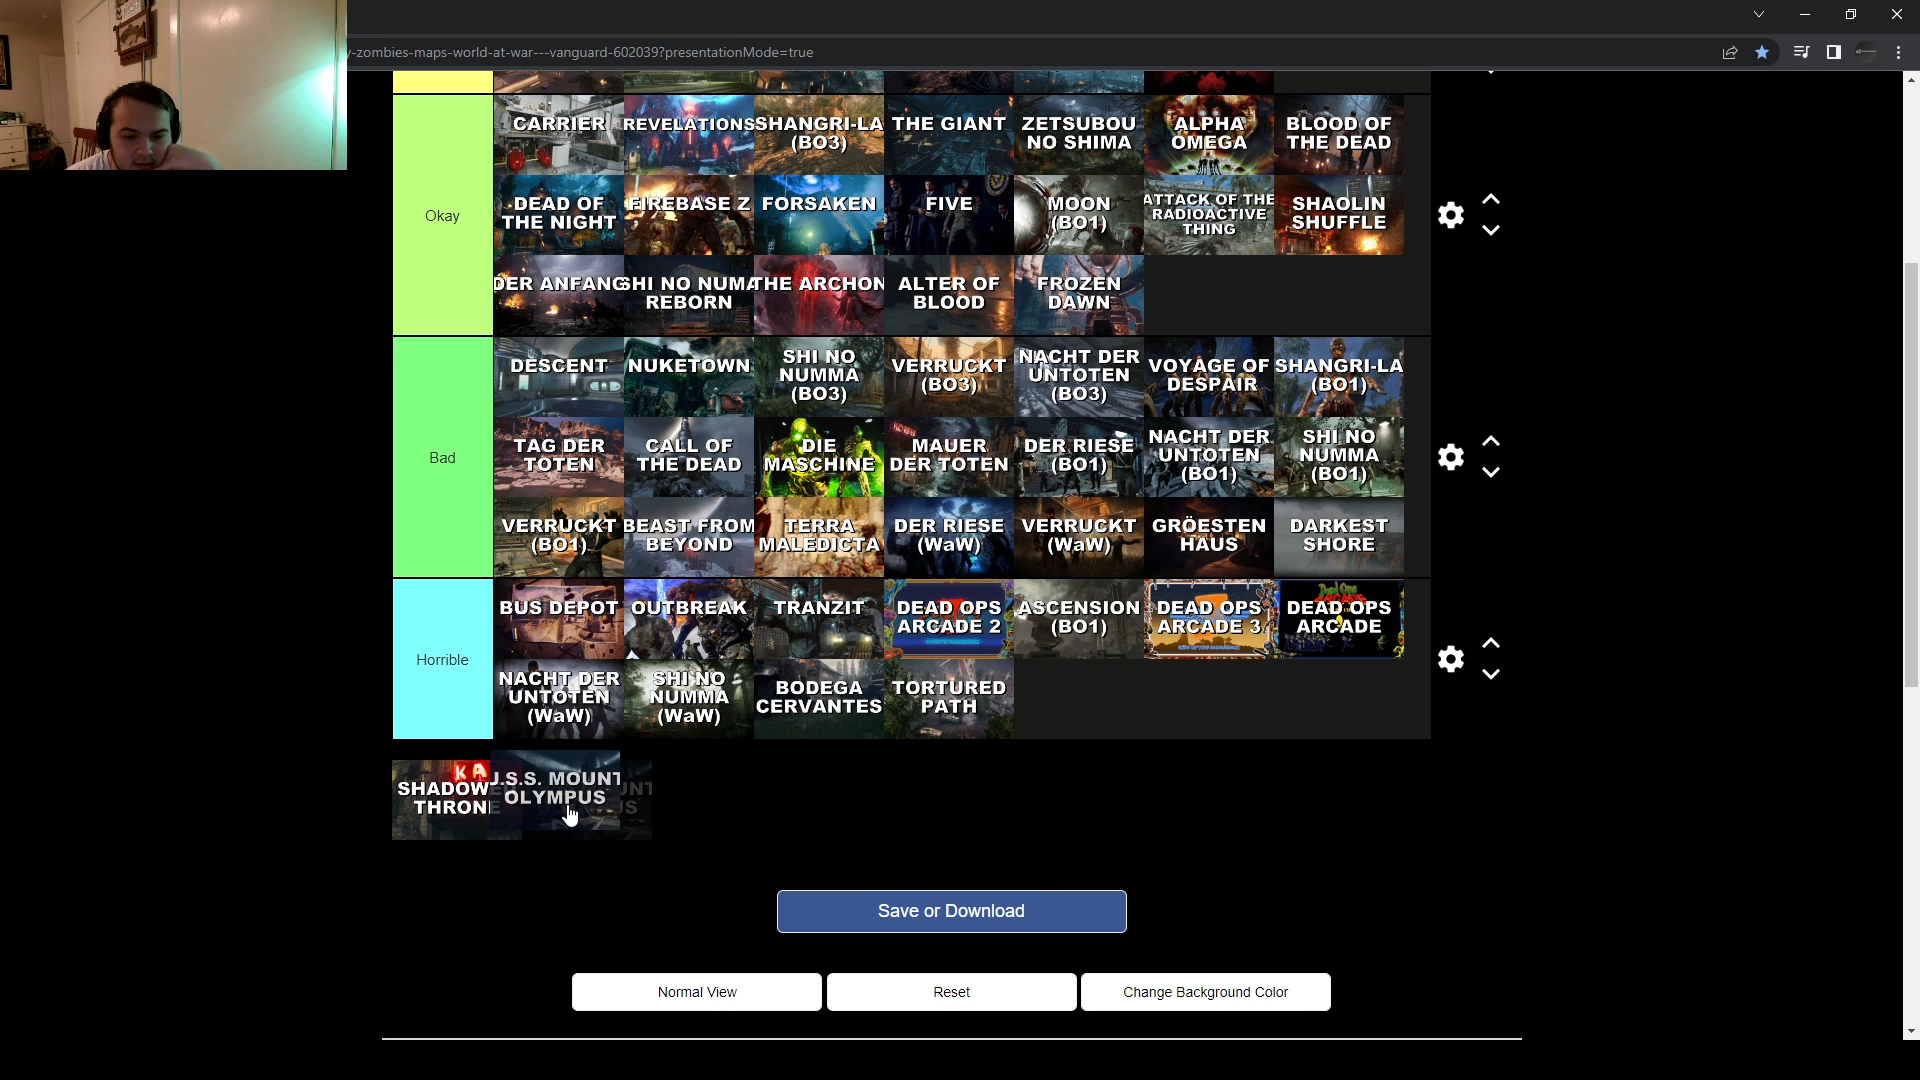 -zombies-maps-world-at-war---vanguard-602039?presentationMode=true
Okay
CARRIER
REVELATIONS
SHANGRI-LA
(BO3)
THE GIANT
ZETSUBOU
NO SHIMA
ALPHA
OMEGA
BLOOD OF
THE DEAD
DEAD OF
THE NIGHT
FIREBASE Z
FORSAKEN
FIVE
MOON
(BO1)
ATTACK OF THE
RADIOACTIVE
THING
SHAOLIN
SHUFFLE
DER ANFANG
SHI NO NUMA
REBORN
THE ARCHON
ALTER OF
BLOOD
FROZEN
DAWN
Bad
DESCENT
NUKETOWN
SHI NO
NUMMA
(BO3)
VERRUCKT
(BO3)
NACHT DER
UNTOTEN
(BO3)
VOYAGE OF
DESPAIR
SHANGRI-LA
(BO1)
TAG DER
TOTEN
CALL OF
THE DEAD
DIE
MASCHINE
MAUER
DER TOTEN
DER RIESE
(BO1)
NACHT DER
UNTOTEN
(BO1)
SHI NO
NUMMA
(BO1)
VERRUCKT
(BO1)
BEAST FROM
BEYOND
TERRA
MALEDICTA
DER RIESE
(WaW)
VERRUCKT
(WaW)
GRÖESTEN
HAUS
DARKEST
SHORE
Horrible
BUS DEPOT
OUTBREAK
TRANZIT
DEAD OPS
ARCADE 2
ASCENSION
(BO1)
DEAD OPS
ARCADE 3
DEAD OPS
ARCADE
NACHT DER
UNTOTEN
(WaW)
SHI NO
NUMMA
(WaW)
BODEGA
CERVANTES
TORTURED
PATH
KA
SHADOW
THRONE
U.S.S. MOUNT
OLYMPUS
Save or Download
Normal View
Reset
Change Background Color